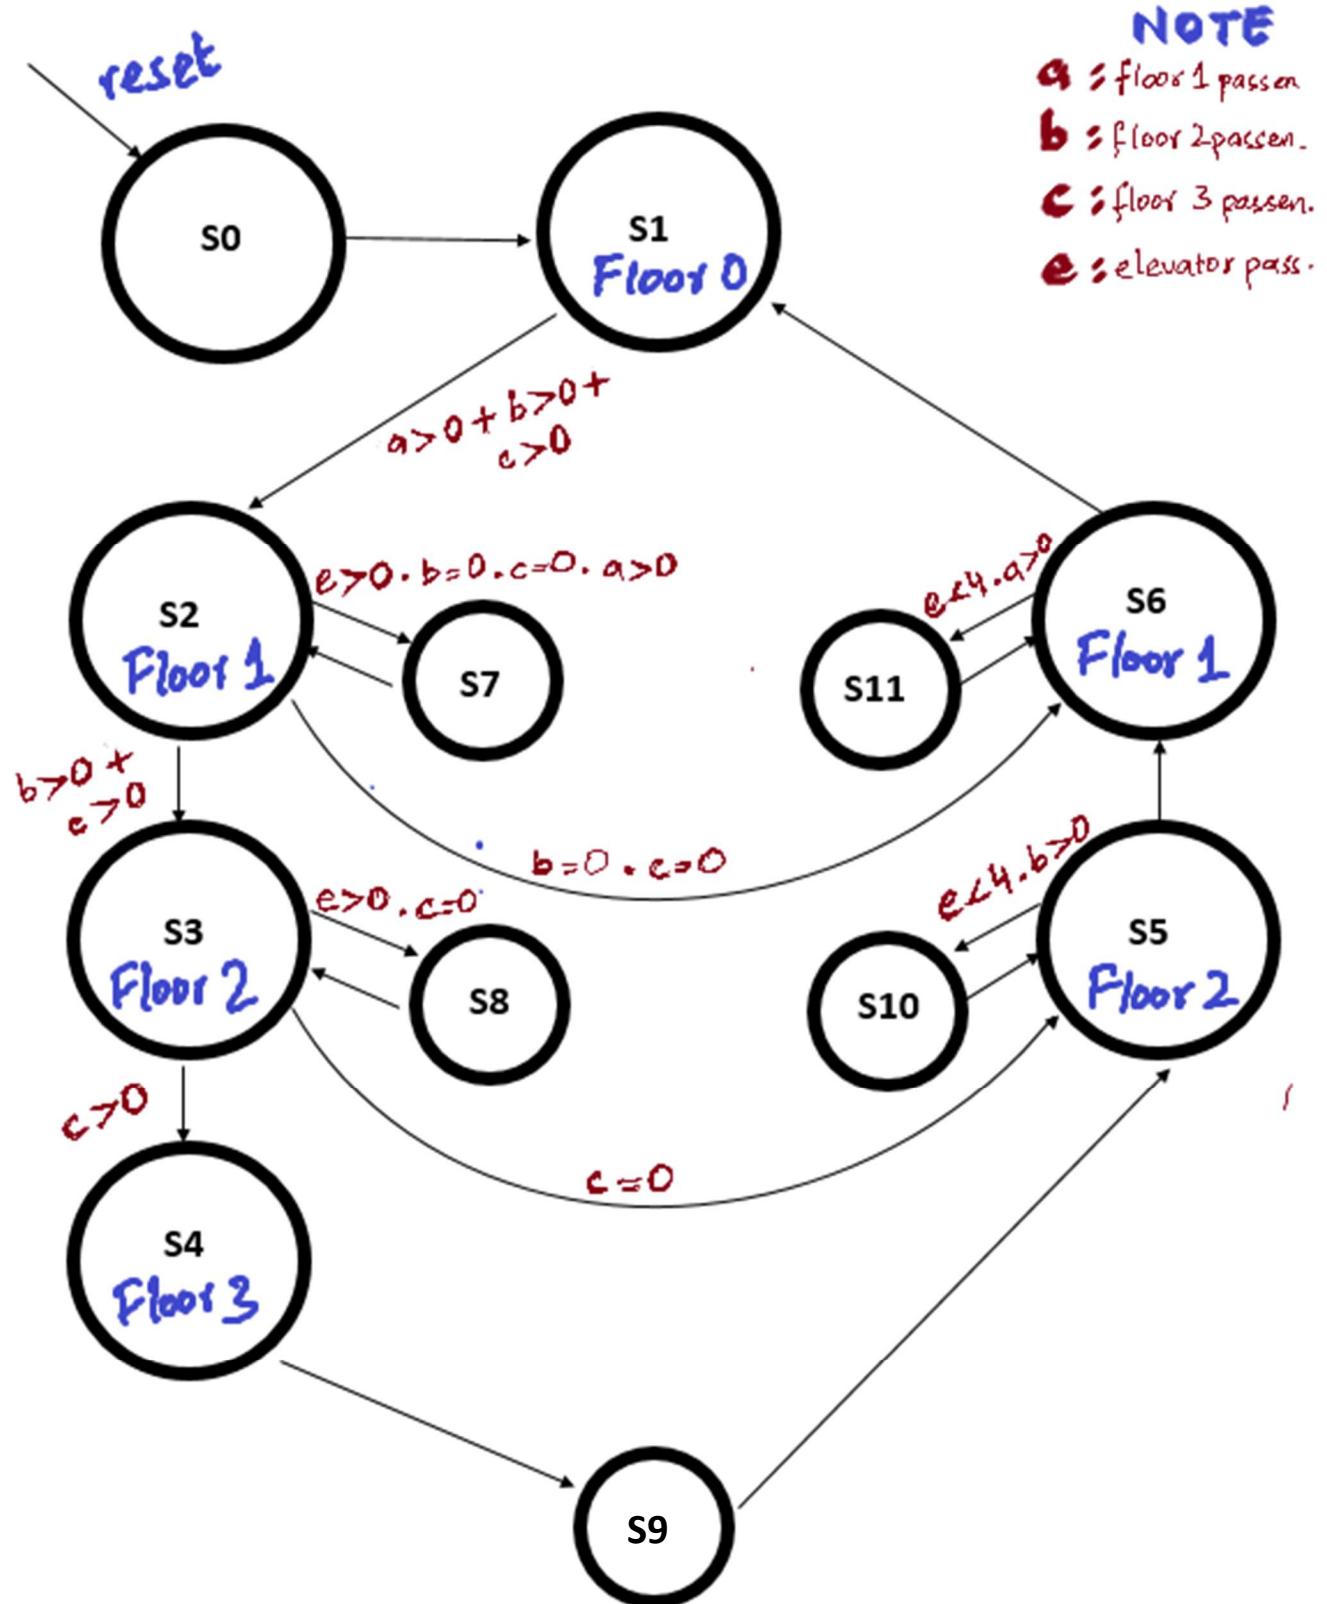 NOTE
reset
a : floor 1 passen
b : floor 2 passen.
c : floor 3 passen.
e : elevator pass.
S0
S1
Floor 0
a>0 + b>0 +
c>0
S2
Floor 1
e>0 . b=0 . c=0 . a>0
S7
e<4 . a>0
S11
S6
Floor 1
b>0 +
c>0
b=0 . c=0
S3
Floor 2
e>0 . c=0
S8
e<4 . b>0
S10
S5
Floor 2
c>0
c=0
S4
Floor 3
S9